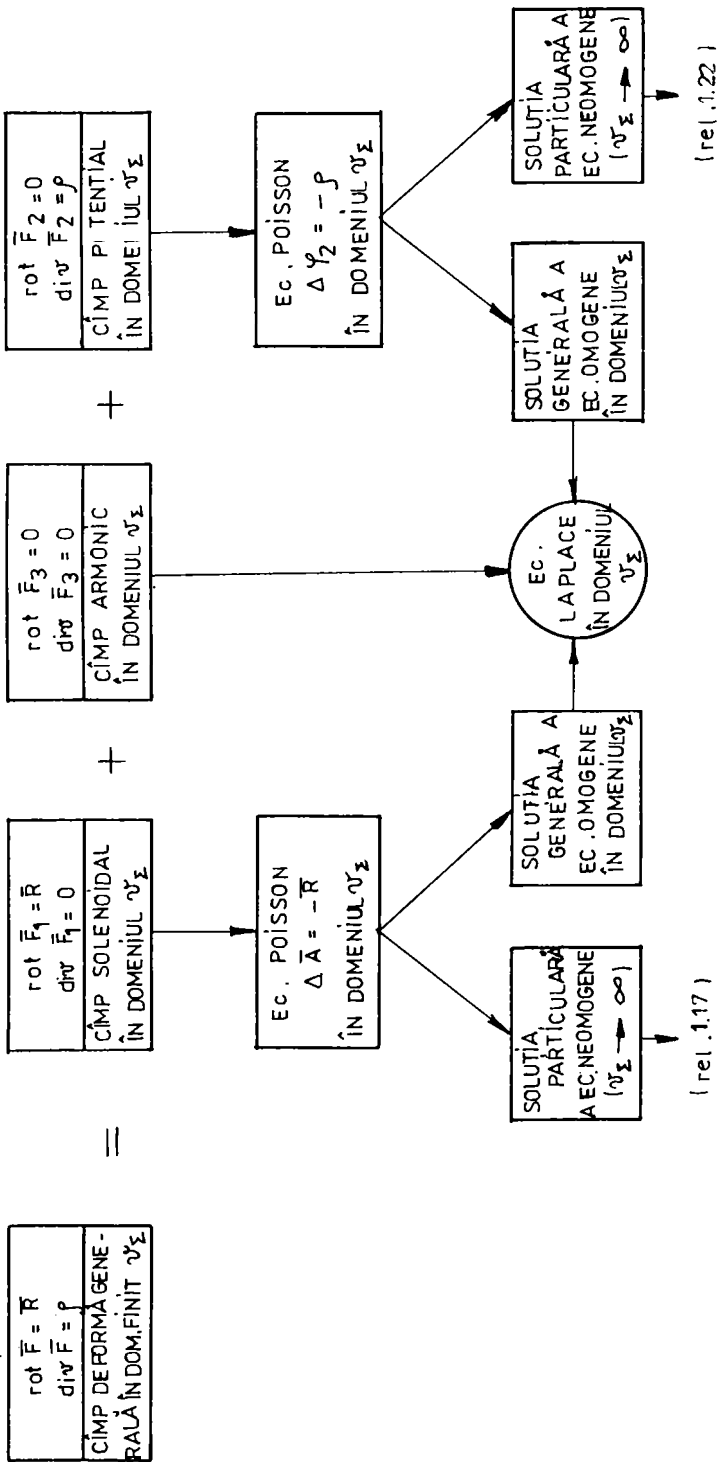 rot F̄ = R̄
div F̄ = ρ
CÎMP DE FORMĂ GENE-
RALĂ ÎN DOM. FINIT 𝓋_Σ
=
rot F̄₁ = R̄
div F̄₁ = 0
CÎMP SOLENOIDAL
ÎN DOMENIUL 𝓋_Σ
+
rot F̄₃ = 0
div F̄₃ = 0
CÎMP ARMONIC
ÎN DOMENIUL 𝓋_Σ
+
rot F̄₂ = 0
div F̄₂ = ρ
CÎMP P TENTIAL
ÎN DOME IUL 𝓋_Σ
EC. POISSON
Δ Ā = − R̄
ÎN DOMENIUL 𝓋_Σ
EC. POISSON
Δ φ₂ = − ρ
ÎN DOMENIUL 𝓋_Σ
SOLUTIA
PARTICULARĂ
A EC. NEOMOGENE
(𝓋_Σ → ∞)
SOLUTIA
GENERALĂ A
EC. OMOGENE
ÎN DOMENIUL 𝓋_Σ
EC.
LAPLACE
ÎN DOMENIUL
𝓋_Σ
SOLUTIA
GENERALĂ A
EC. OMOGENE
ÎN DOMENIUL 𝓋_Σ
SOLUTIA
PARTICULARĂ A
EC. NEOMOGENE
(𝓋_Σ → ∞)
(rel. 1.17)
(rel. 1.22)